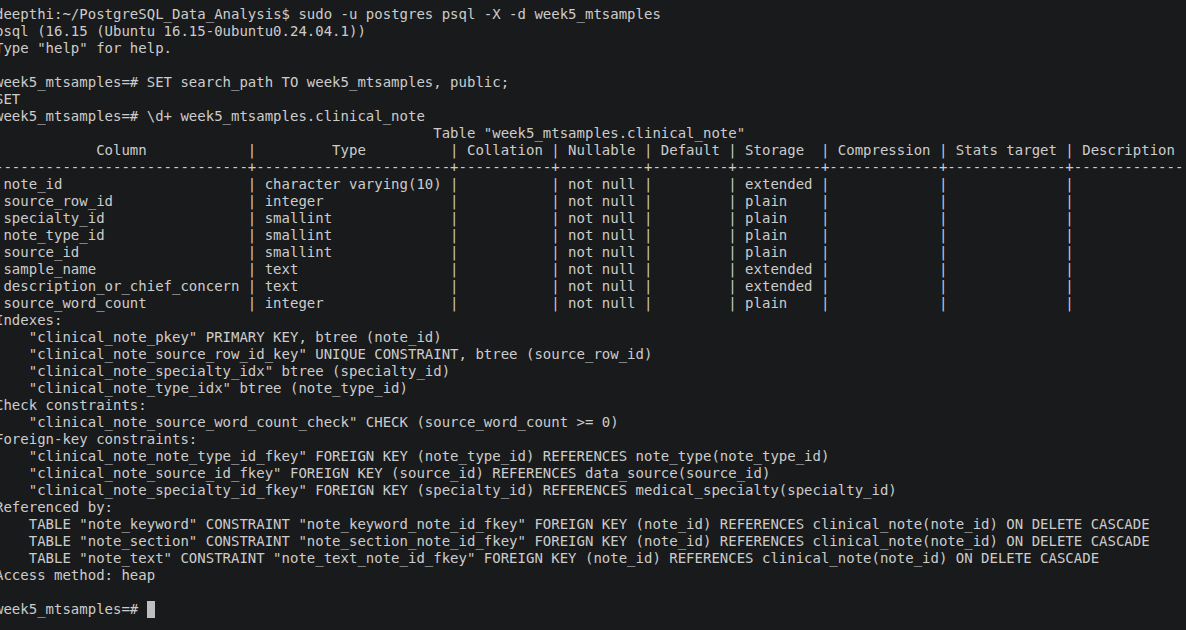 deepthi:~/PostgreSQL_Data_Analysis$ sudo -u postgres psql -X -d week5_mtsamples
psql (16.15 (Ubuntu 16.15-0ubuntu0.24.04.1))
Type "help" for help.
week5_mtsamples=# SET search_path TO week5_mtsamples, public;
SET
week5_mtsamples=# \d+ week5_mtsamples.clinical_note
Table "week5_mtsamples.clinical_note"
Column | Type | Collation | Nullable | Default | Storage | Compression | Stats target | Description
-----------------------------+-----------------------+-----------+----------+---------+----------+-------------+--------------+-------------
note_id | character varying(10) | | not null | | extended | | |
source_row_id | integer | | not null | | plain | | |
specialty_id | smallint | | not null | | plain | | |
note_type_id | smallint | | not null | | plain | | |
source_id | smallint | | not null | | plain | | |
sample_name | text | | not null | | extended | | |
description_or_chief_concern | text | | not null | | extended | | |
source_word_count | integer | | not null | | plain | | |
Indexes:
"clinical_note_pkey" PRIMARY KEY, btree (note_id)
"clinical_note_source_row_id_key" UNIQUE CONSTRAINT, btree (source_row_id)
"clinical_note_specialty_idx" btree (specialty_id)
"clinical_note_type_idx" btree (note_type_id)
Check constraints:
"clinical_note_source_word_count_check" CHECK (source_word_count >= 0)
Foreign-key constraints:
"clinical_note_note_type_id_fkey" FOREIGN KEY (note_type_id) REFERENCES note_type(note_type_id)
"clinical_note_source_id_fkey" FOREIGN KEY (source_id) REFERENCES data_source(source_id)
"clinical_note_specialty_id_fkey" FOREIGN KEY (specialty_id) REFERENCES medical_specialty(specialty_id)
Referenced by:
TABLE "note_keyword" CONSTRAINT "note_keyword_note_id_fkey" FOREIGN KEY (note_id) REFERENCES clinical_note(note_id) ON DELETE CASCADE
TABLE "note_section" CONSTRAINT "note_section_note_id_fkey" FOREIGN KEY (note_id) REFERENCES clinical_note(note_id) ON DELETE CASCADE
TABLE "note_text" CONSTRAINT "note_text_note_id_fkey" FOREIGN KEY (note_id) REFERENCES clinical_note(note_id) ON DELETE CASCADE
Access method: heap
week5_mtsamples=#